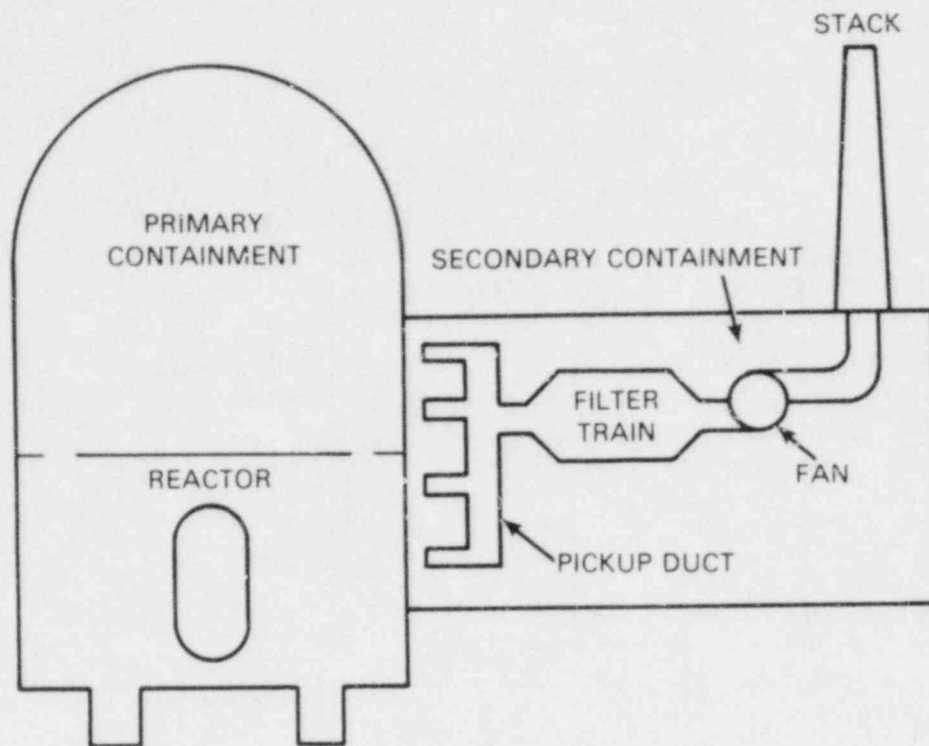 STACK
PRIMARY
CONTAINMENT
SECONDARY CONTAINMENT
FILTER
TRAIN
FAN
REACTOR
PICKUP DUCT